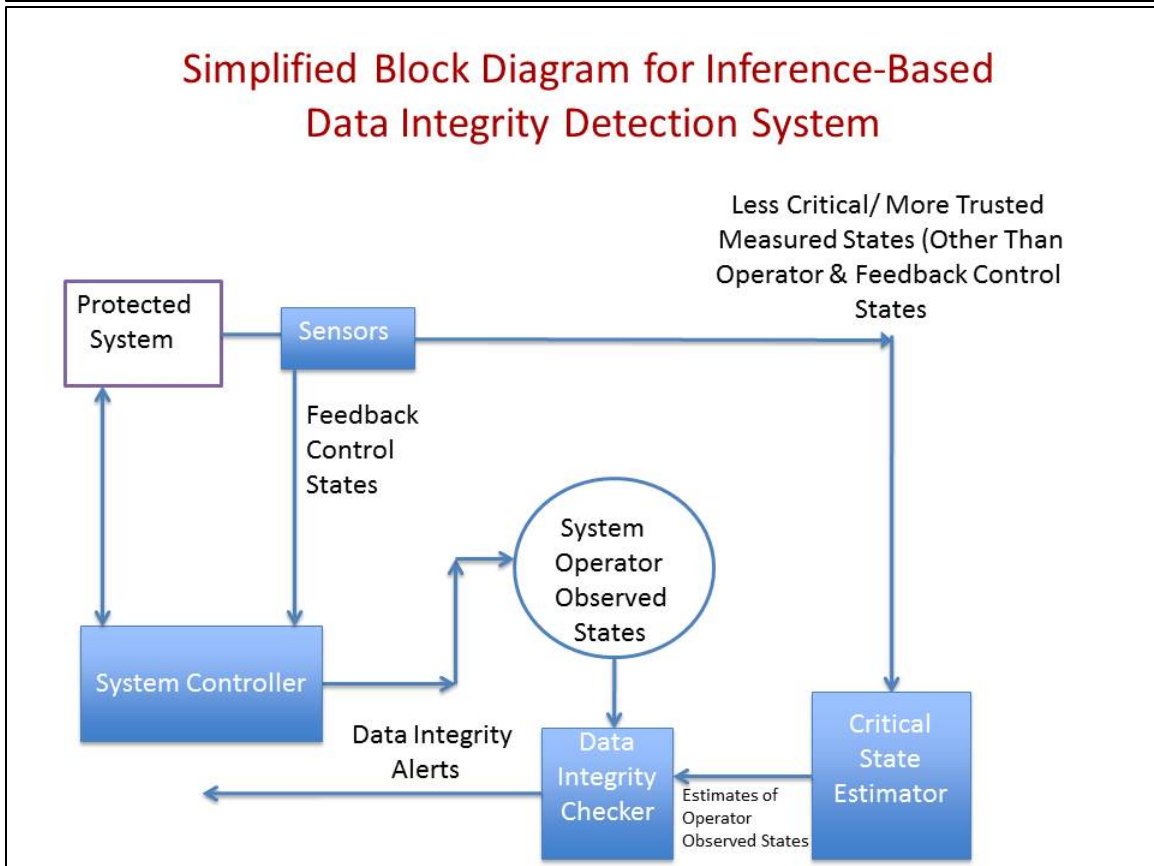 Simplified Block Diagram for Inference-Based
Data Integrity Detection System
Less Critical/ More Trusted
Measured States (Other Than
Operator & Feedback Control
States
Protected
System
Sensors
Feedback
Control
States
System
Operator
Observed
States
System Controller
Data Integrity
Alerts
Data
Integrity
Checker
Estimates of
Operator
Observed States
Critical
State
Estimator